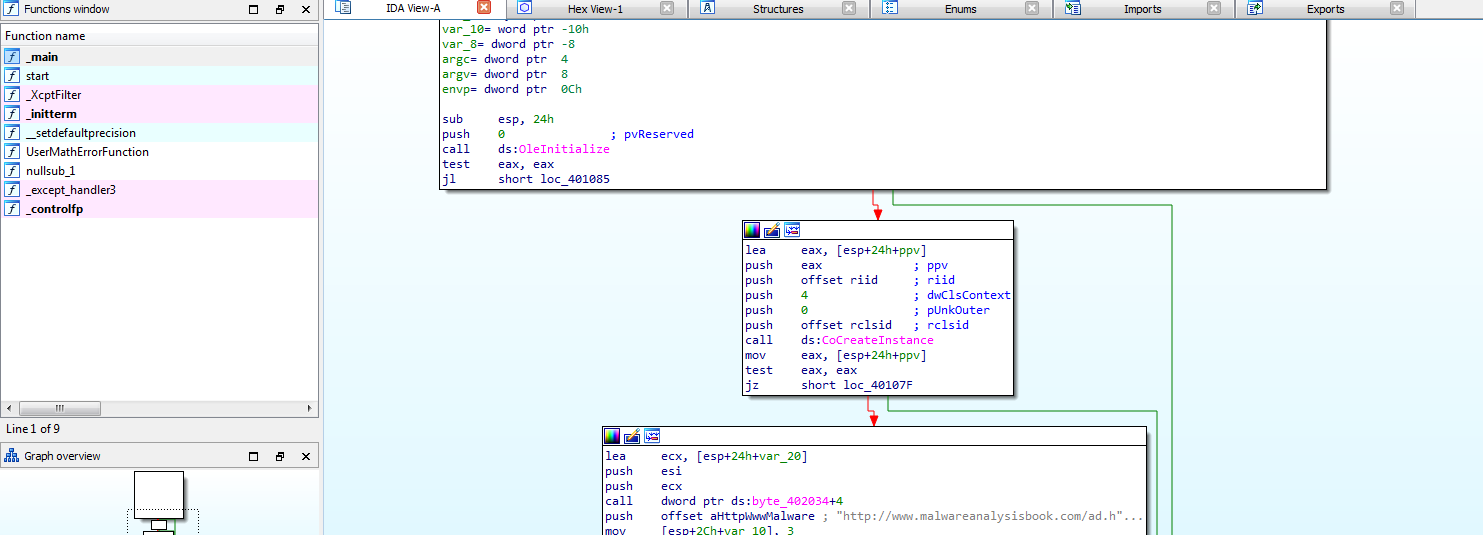 Functions window
Function name
_main
start
_XcptFilter
_initterm
__setdefaultprecision
UserMathErrorFunction
nullsub_1
_except_handler3
_controlfp
Line 1 of 9
Graph overview
IDA View-A
Hex View-1
Structures
Enums
Imports
Exports
var_10= word ptr -10h
var_8= dword ptr -8
argc= dword ptr  4
argv= dword ptr  8
envp= dword ptr  0Ch
sub     esp, 24h
push    0               ; pvReserved
call    ds:OleInitialize
test    eax, eax
jl      short loc_401085
lea     eax, [esp+24h+ppv]
push    eax             ; ppv
push    offset riid     ; riid
push    4               ; dwClsContext
push    0               ; pUnkOuter
push    offset rclsid   ; rclsid
call    ds:CoCreateInstance
mov     eax, [esp+24h+ppv]
test    eax, eax
jz      short loc_40107F
lea     ecx, [esp+24h+var_20]
push    esi
push    ecx
call    dword ptr ds:byte_402034+4
push    offset aHttpWwwMalware ; "http://www.malwareanalysisbook.com/ad.h"...
mov     [esp+2Ch+var_10], 3